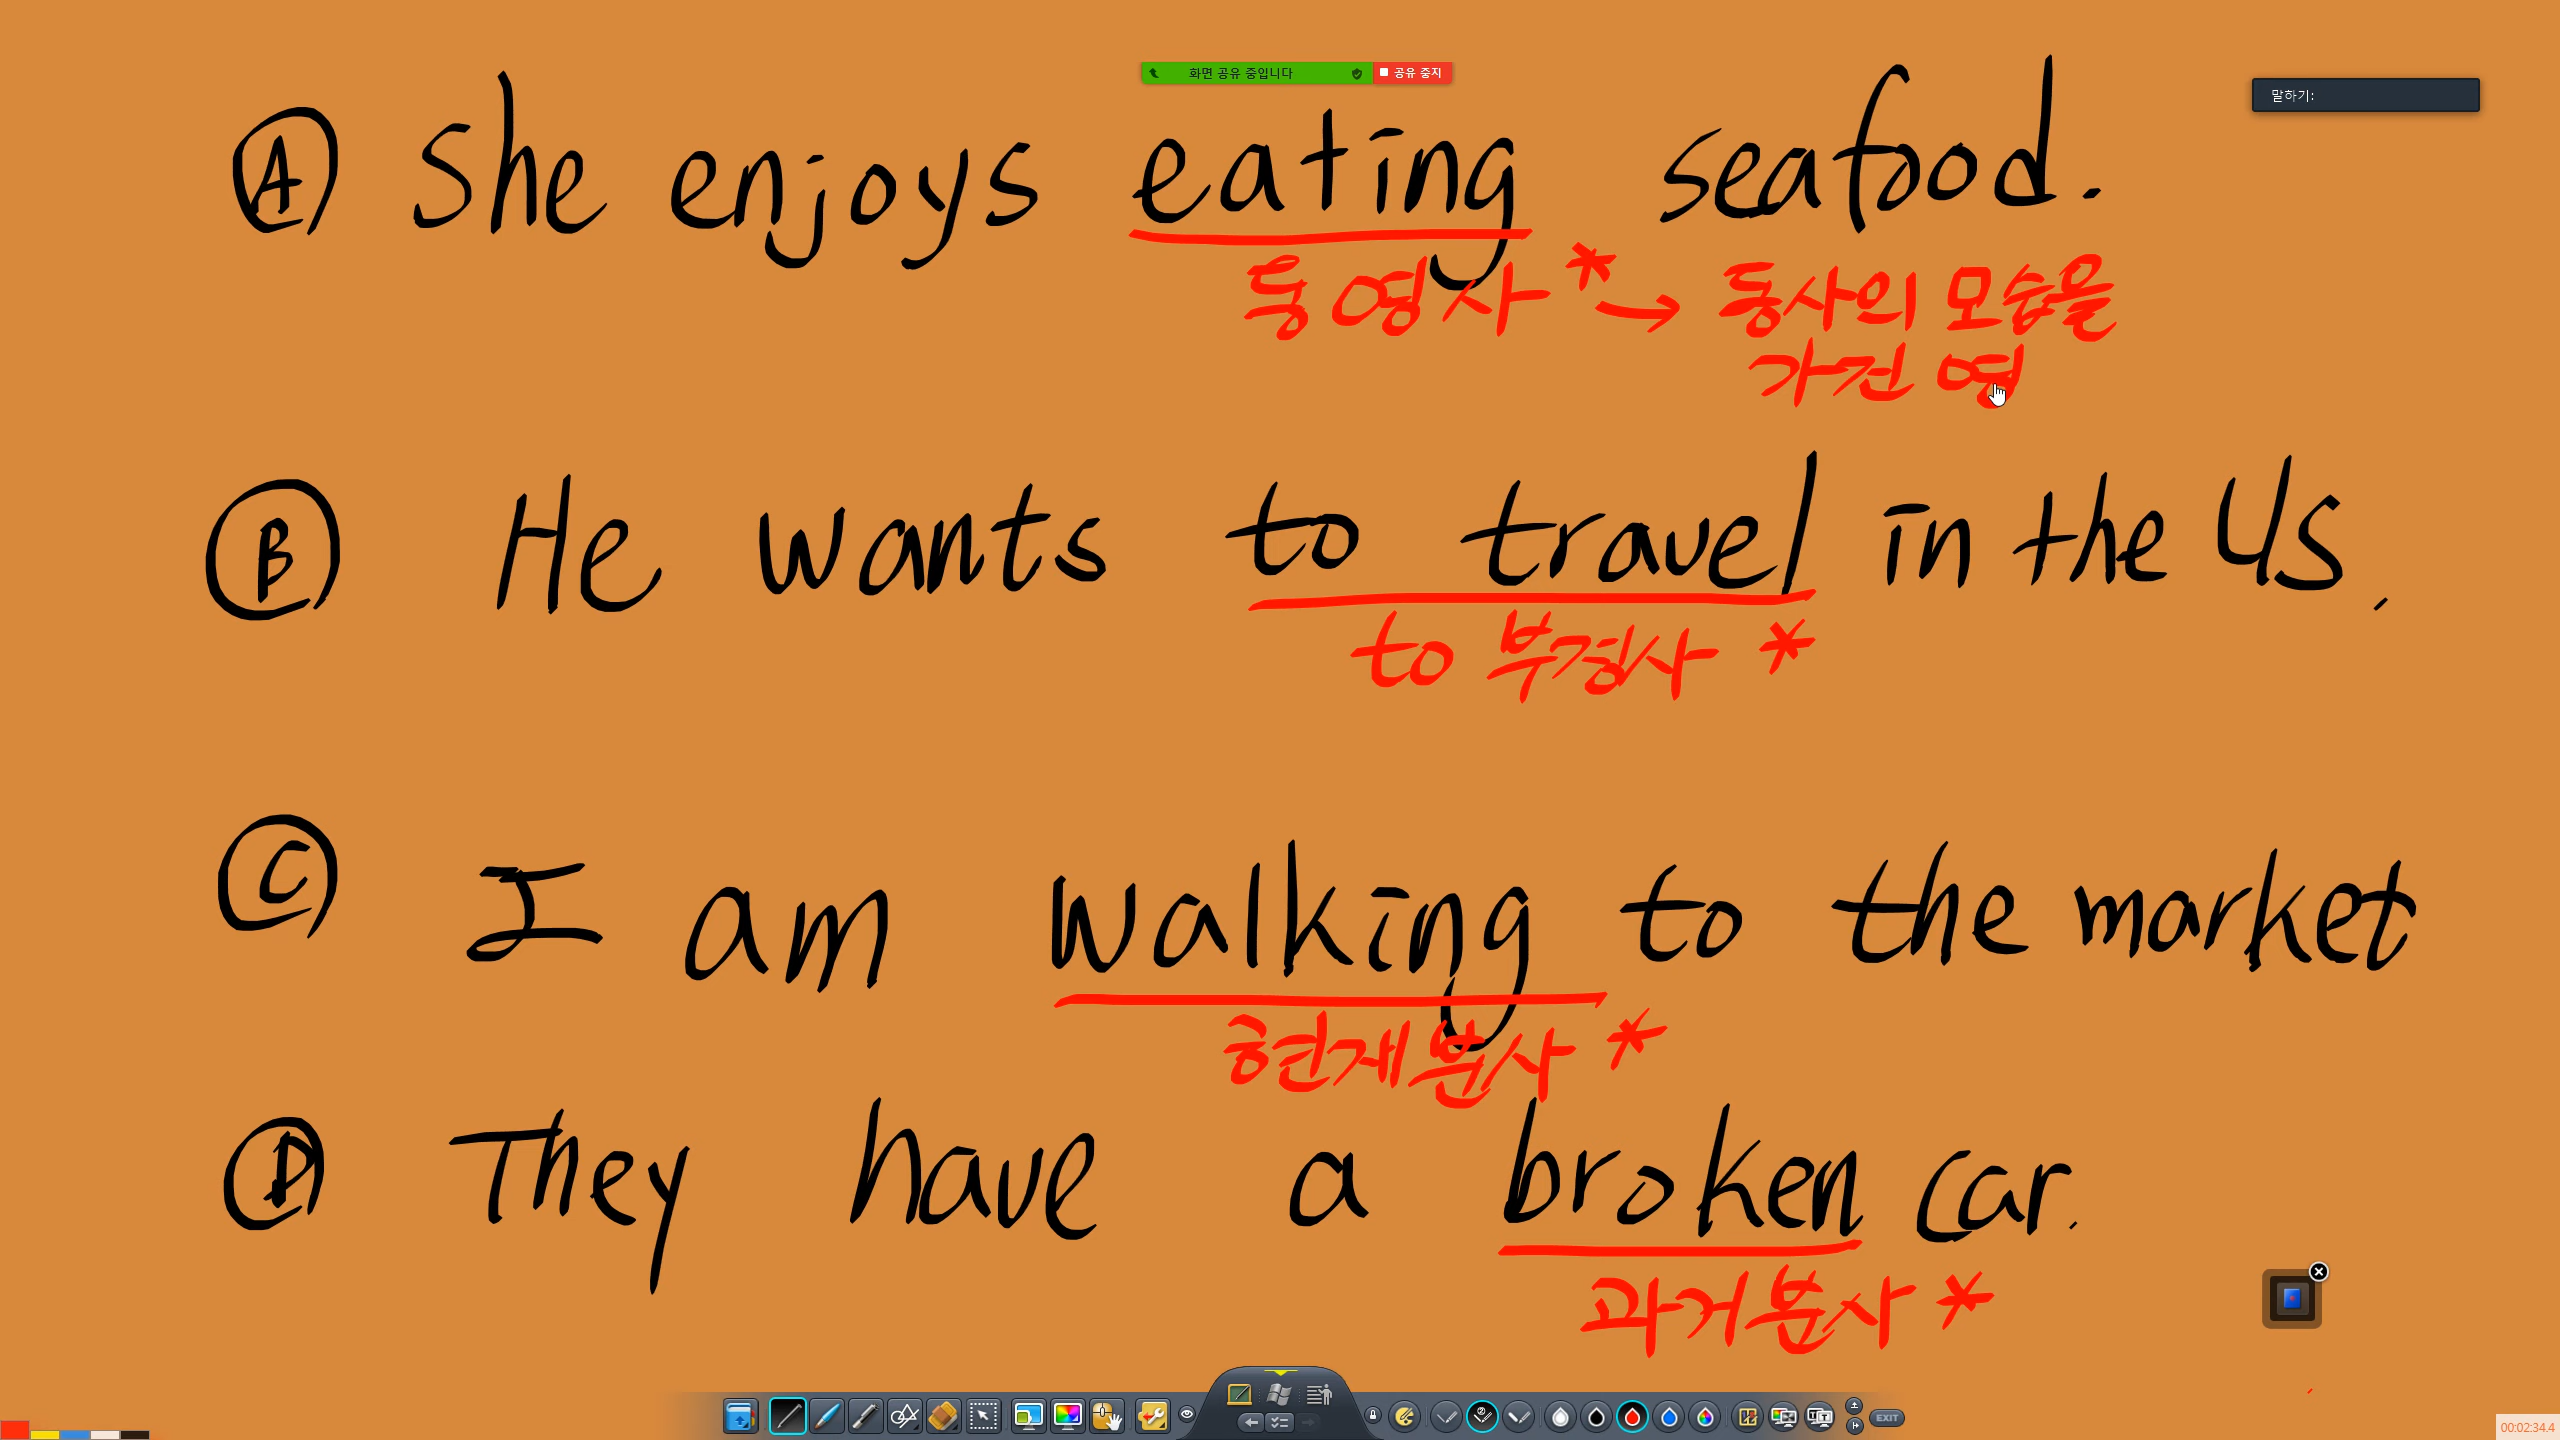 화면 공유 중입니다 공유 중지
말하기:
Ⓐ She enjoys eating seafood.
동영사* → 동사의 모습을
가진 영
Ⓑ He wants to travel in the US.
to 부정사 *
Ⓒ I am walking to the market
현재분사 *
Ⓓ They have a broken car.
과거분사 *
EXIT
00:02:34.4